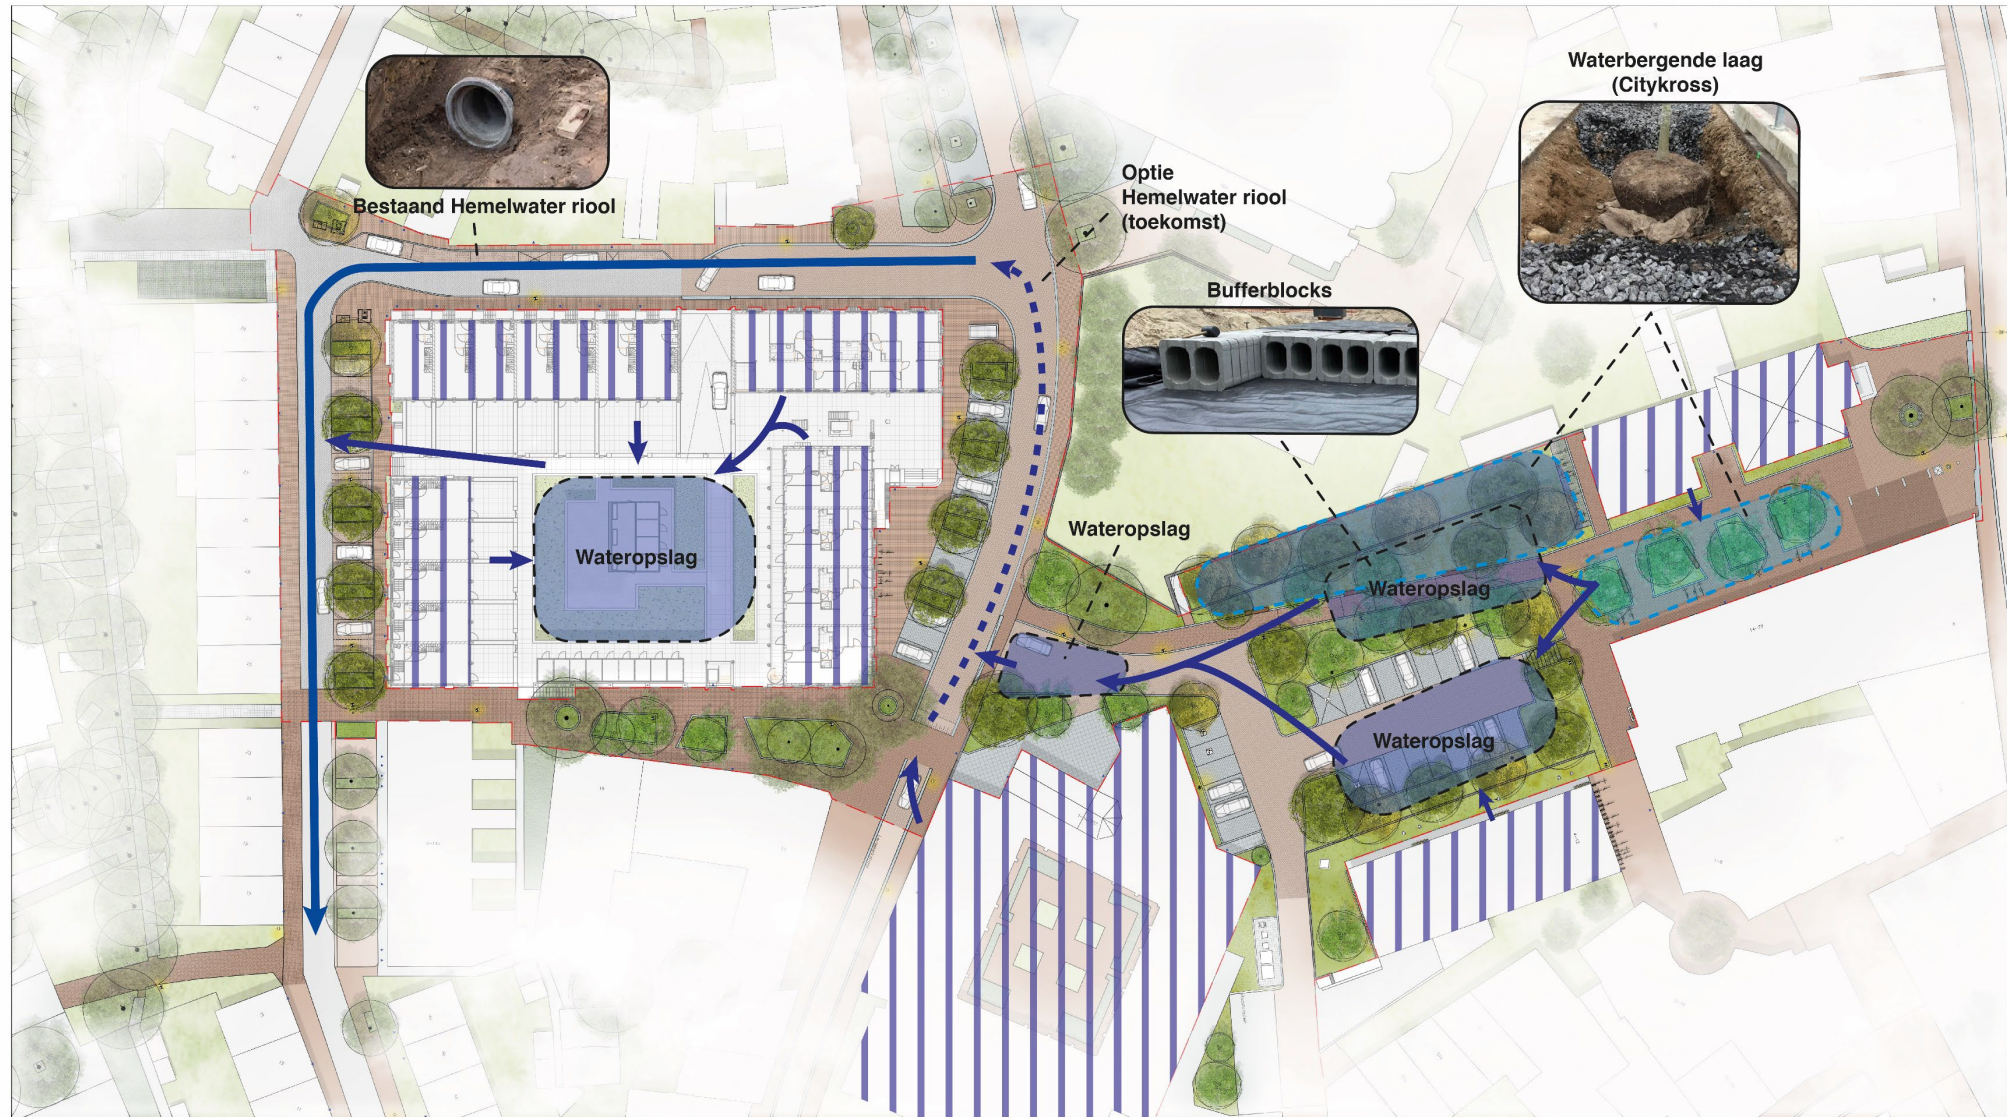 Waterbergende laag
(Citykross)
Optie
Hemelwater riool
(toekomst)
Bestaand Hemelwater riool
Bufferblocks
Wateropslag
Wateropslag
Wateropslag
Wateropslag